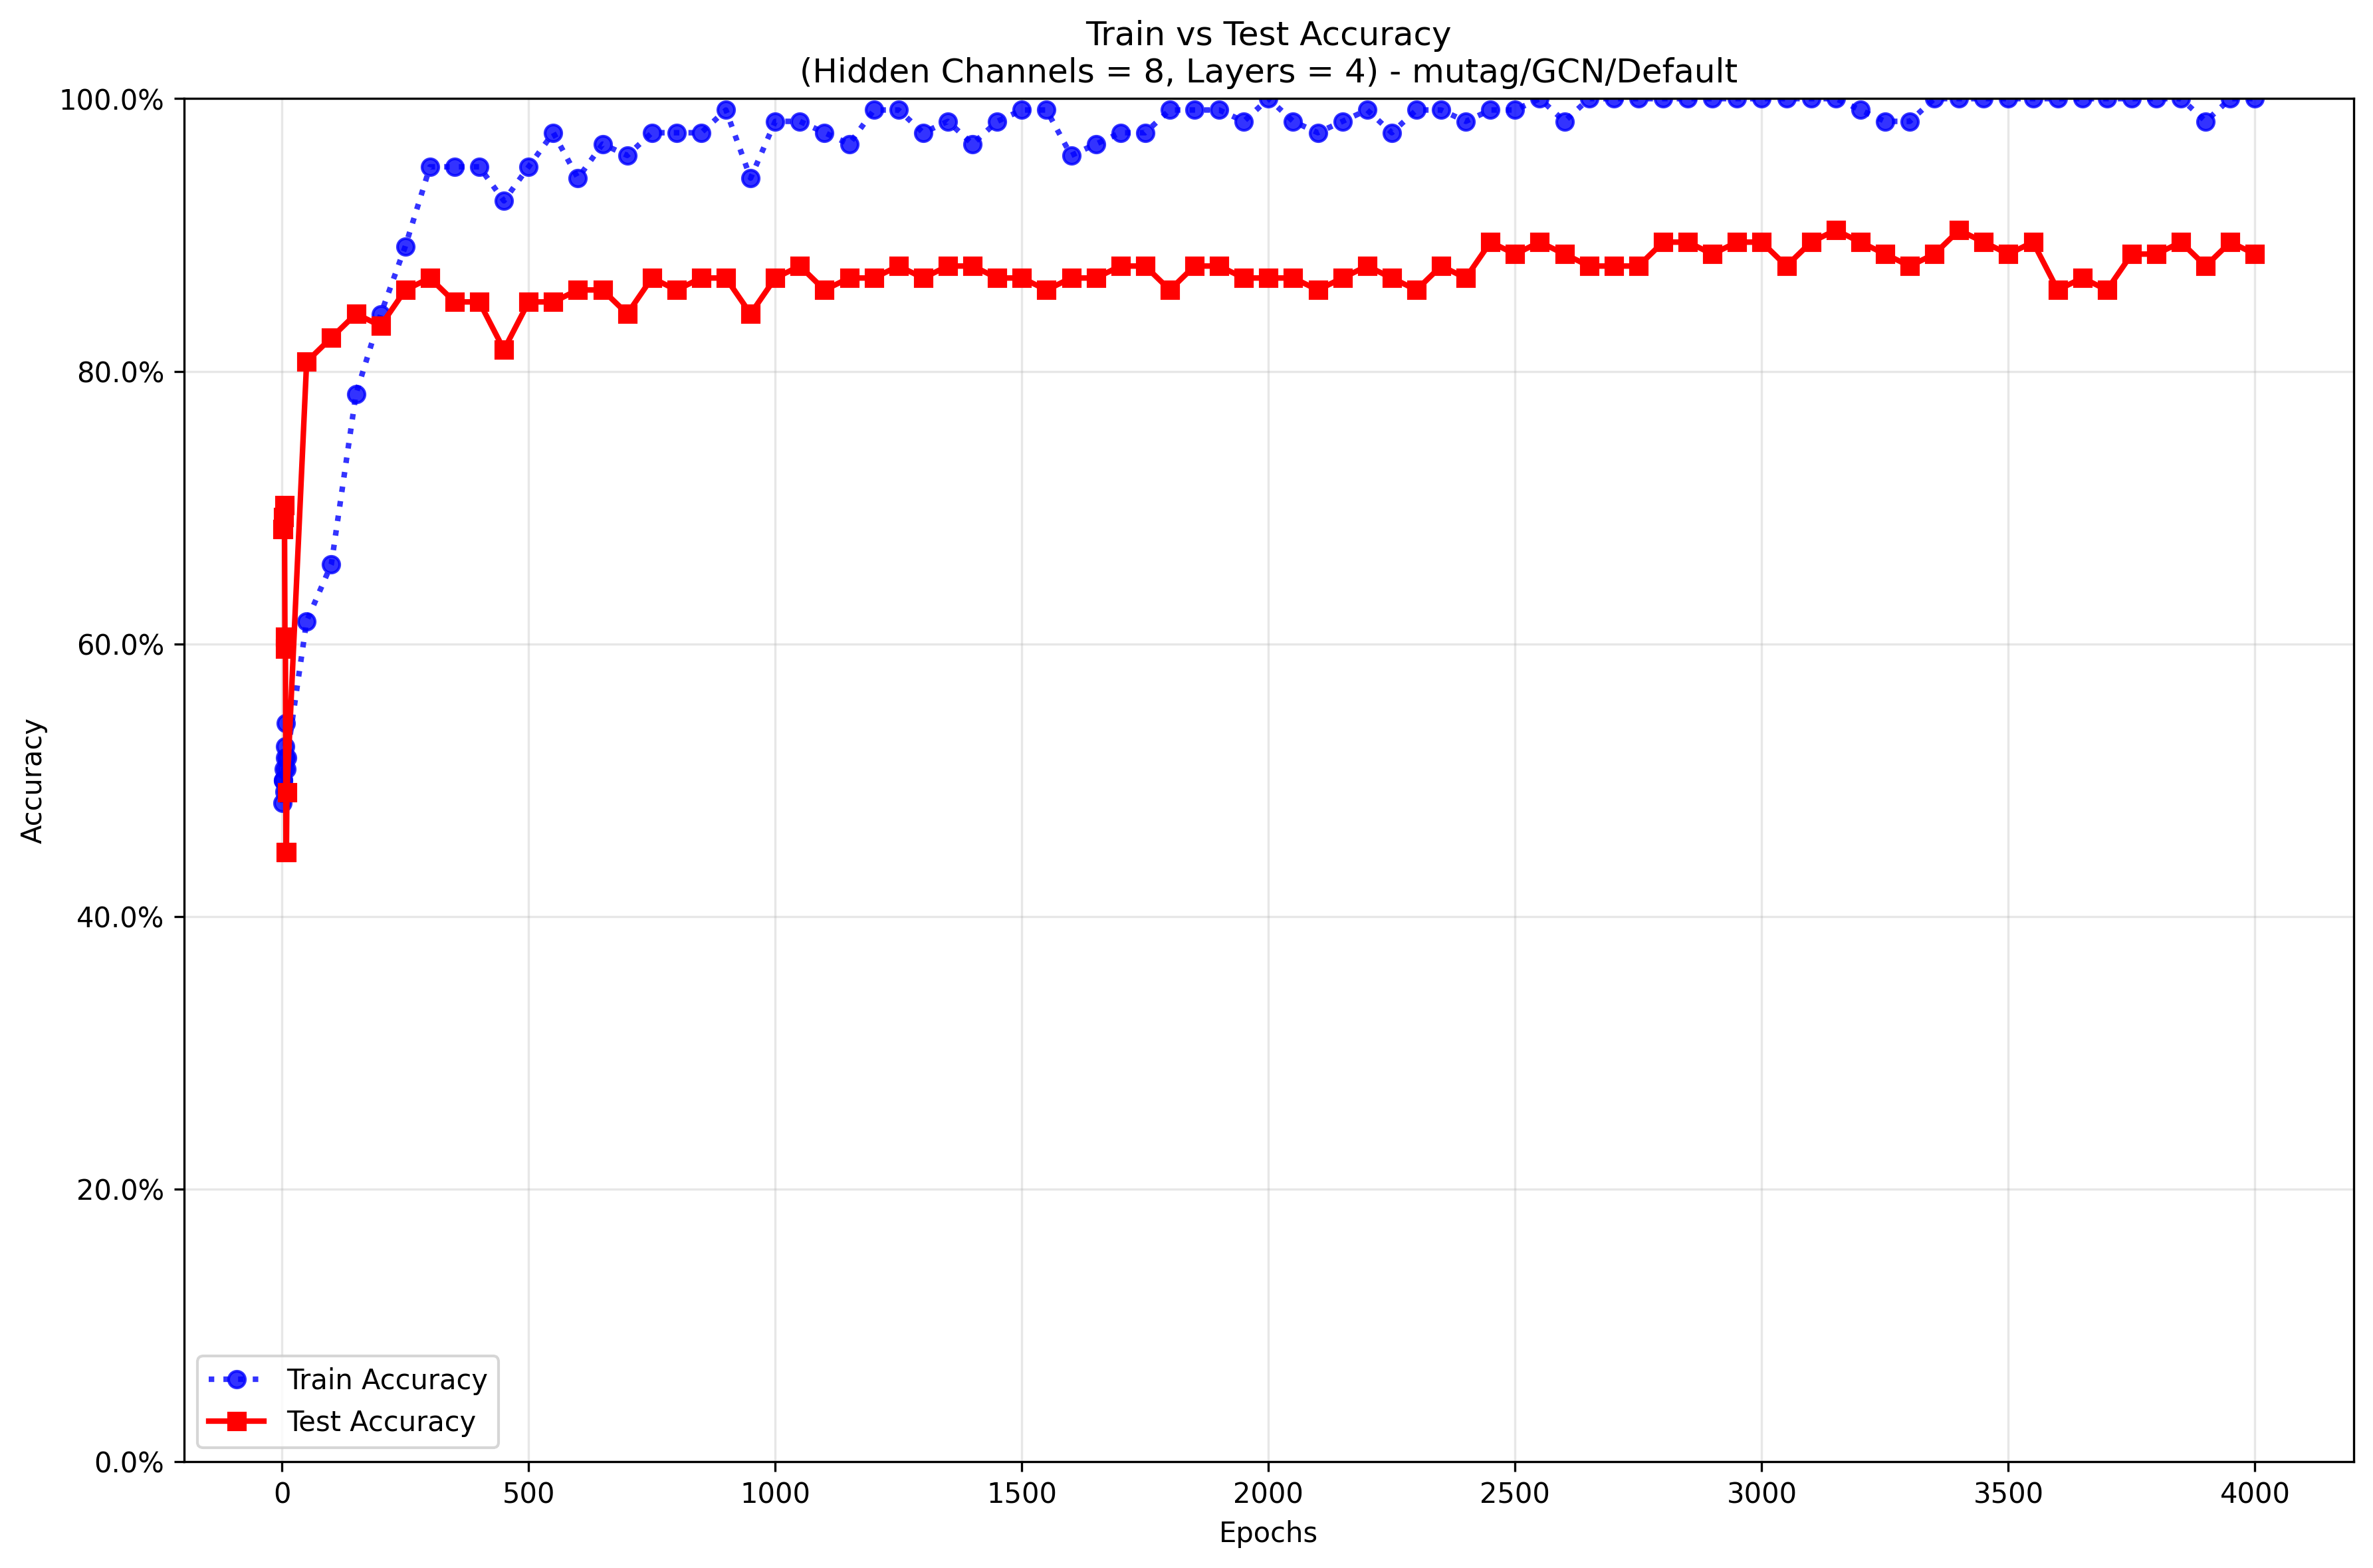 Train vs Test Accuracy
(Hidden Channels = 8, Layers = 4) - mutag/GCN/Default
100.0%
80.0%
60.0%
40.0%
20.0%
0.0%
Accuracy
Train Accuracy
Test Accuracy
0 500 1000 1500 2000 2500 3000 3500 4000
Epochs